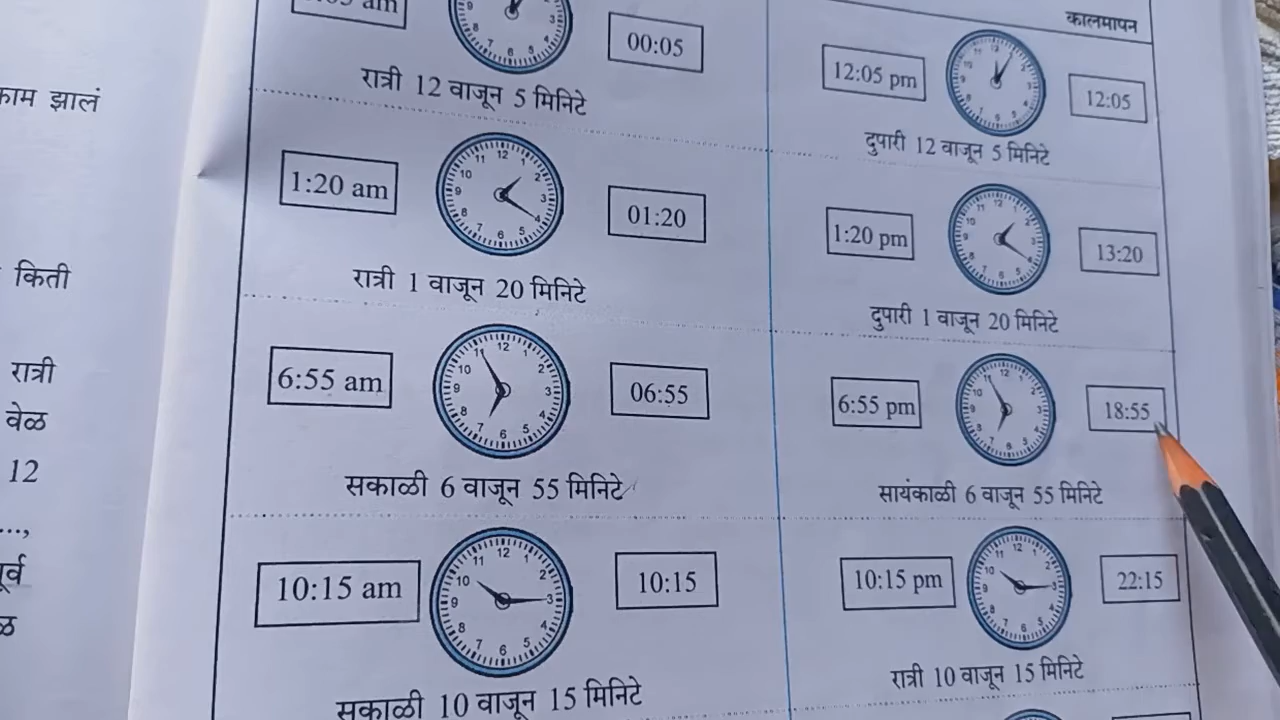 कालमापन
काम झालं
किती
रात्री
वेळ
12
...,
am
00:05
रात्री 12 वाजून 5 मिनिटे
1:20 am
01:20
रात्री 1 वाजून 20 मिनिटे
6:55 am
06:55
सकाळी 6 वाजून 55 मिनिटे
10:15 am
10:15
सकाळी 10 वाजून 15 मिनिटे
12:05 pm
12:05
दुपारी 12 वाजून 5 मिनिटे
1:20 pm
13:20
दुपारी 1 वाजून 20 मिनिटे
6:55 pm
18:55
सायंकाळी 6 वाजून 55 मिनिटे
10:15 pm
22:15
रात्री 10 वाजून 15 मिनिटे